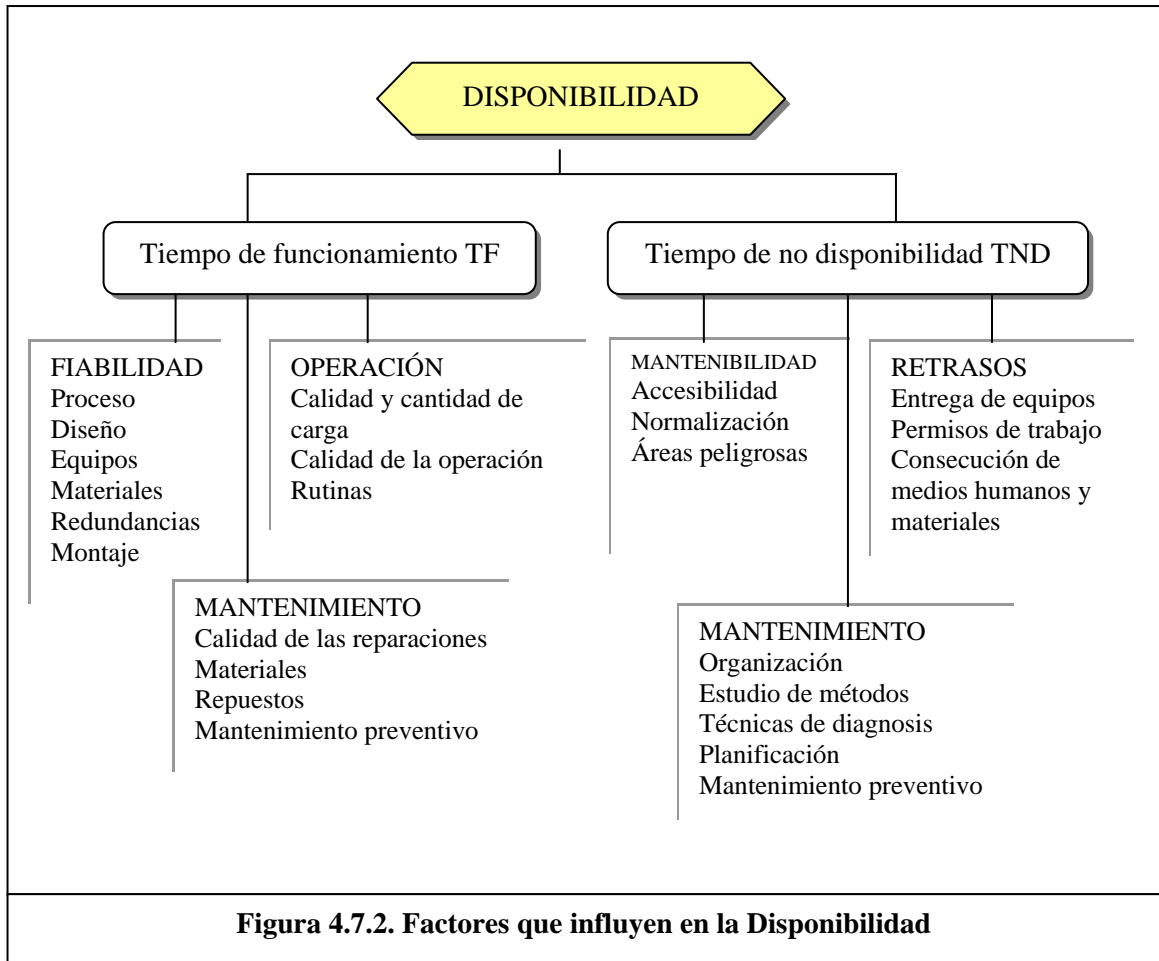 DISPONIBILIDAD
Tiempo de funcionamiento TF
Tiempo de no disponibilidad TND
FIABILIDAD
Proceso
Diseño
Equipos
Materiales
Redundancias
Montaje
OPERACIÓN
Calidad y cantidad de
carga
Calidad de la operación
Rutinas
MANTENIMIENTO
Calidad de las reparaciones
Materiales
Repuestos
Mantenimiento preventivo
MANTENIBILIDAD
Accesibilidad
Normalización
Áreas peligrosas
RETRASOS
Entrega de equipos
Permisos de trabajo
Consecución de
medios humanos y
materiales
MANTENIMIENTO
Organización
Estudio de métodos
Técnicas de diagnosis
Planificación
Mantenimiento preventivo
Figura 4.7.2. Factores que influyen en la Disponibilidad